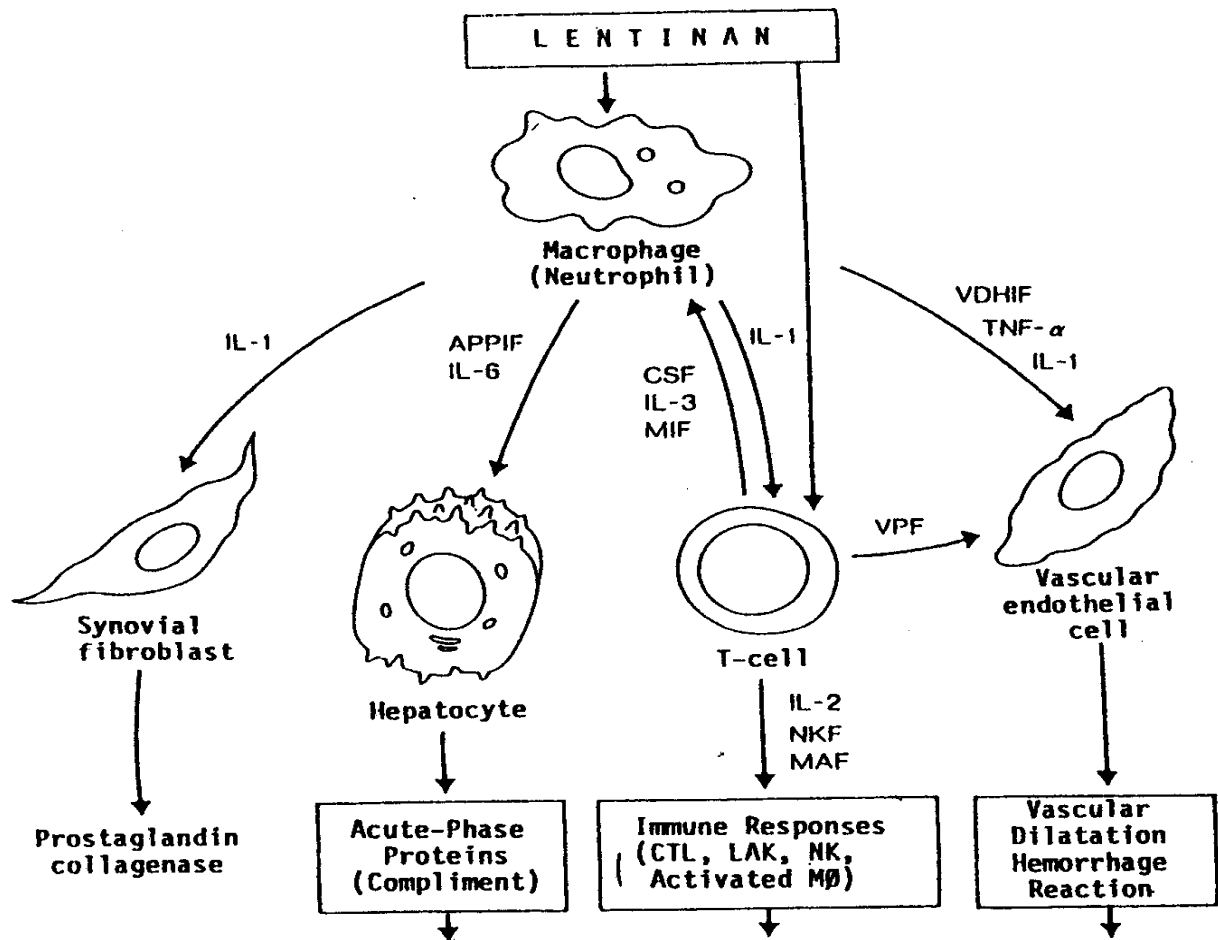 LENTINAN
Macrophage
(Neutrophil)
IL-1
APPIF
IL-6
CSF
IL-3
MIF
IL-1
VDHIF
TNF-α
IL-1
VPF
Synovial
fibroblast
Hepatocyte
T-cell
Vascular
endothelial
cell
IL-2
NKF
MAF
Prostaglandin
collagenase
Acute-Phase
Proteins
(Compliment)
Immune Responses
(CTL, LAK, NK,
Activated MØ)
Vascular
Dilatation
Hemorrhage
Reaction